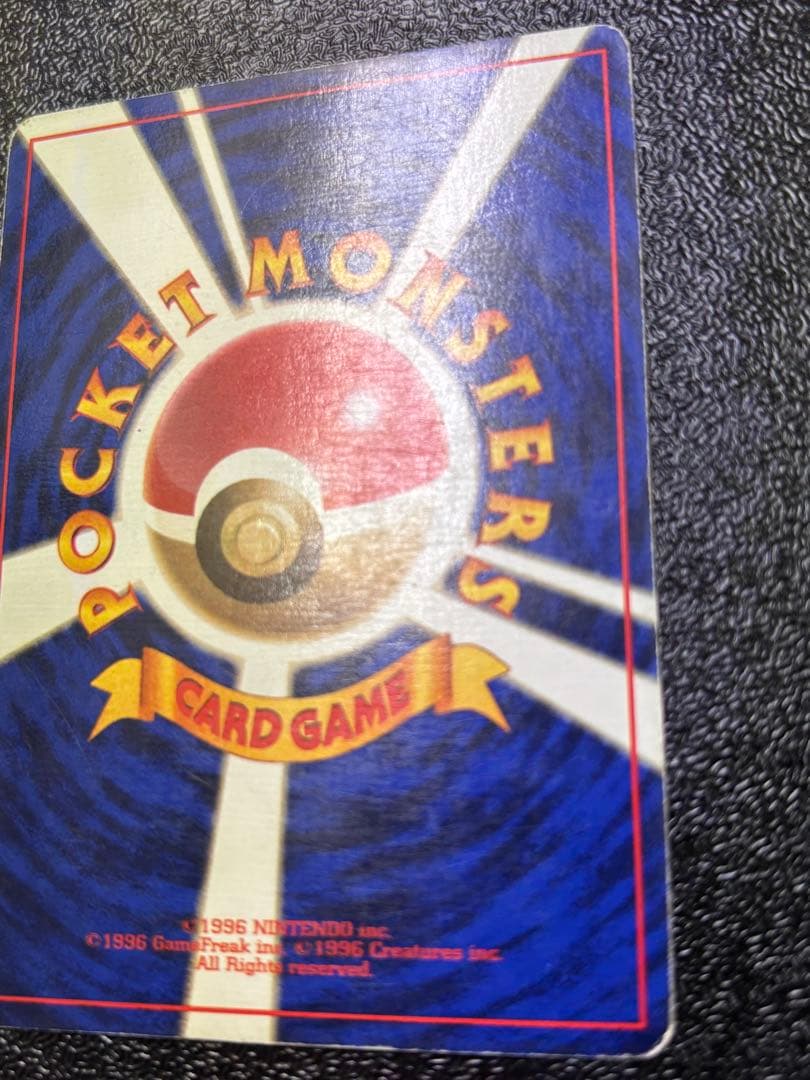 POCKET MONSTERS
CARD GAME
©1996 NINTENDO inc.
©1996 GameFreak inc. ©1996 Creatures inc.
All Rights reserved.